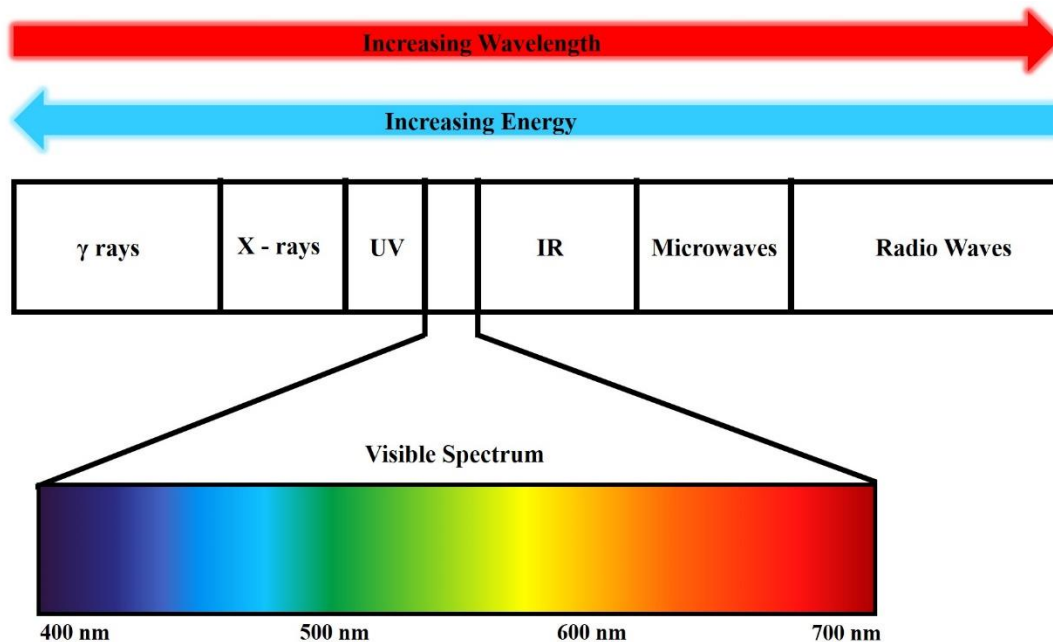 Increasing Wavelength
Increasing Energy
γ rays
X - rays
UV
IR
Microwaves
Radio Waves
Visible Spectrum
400 nm
500 nm
600 nm
700 nm